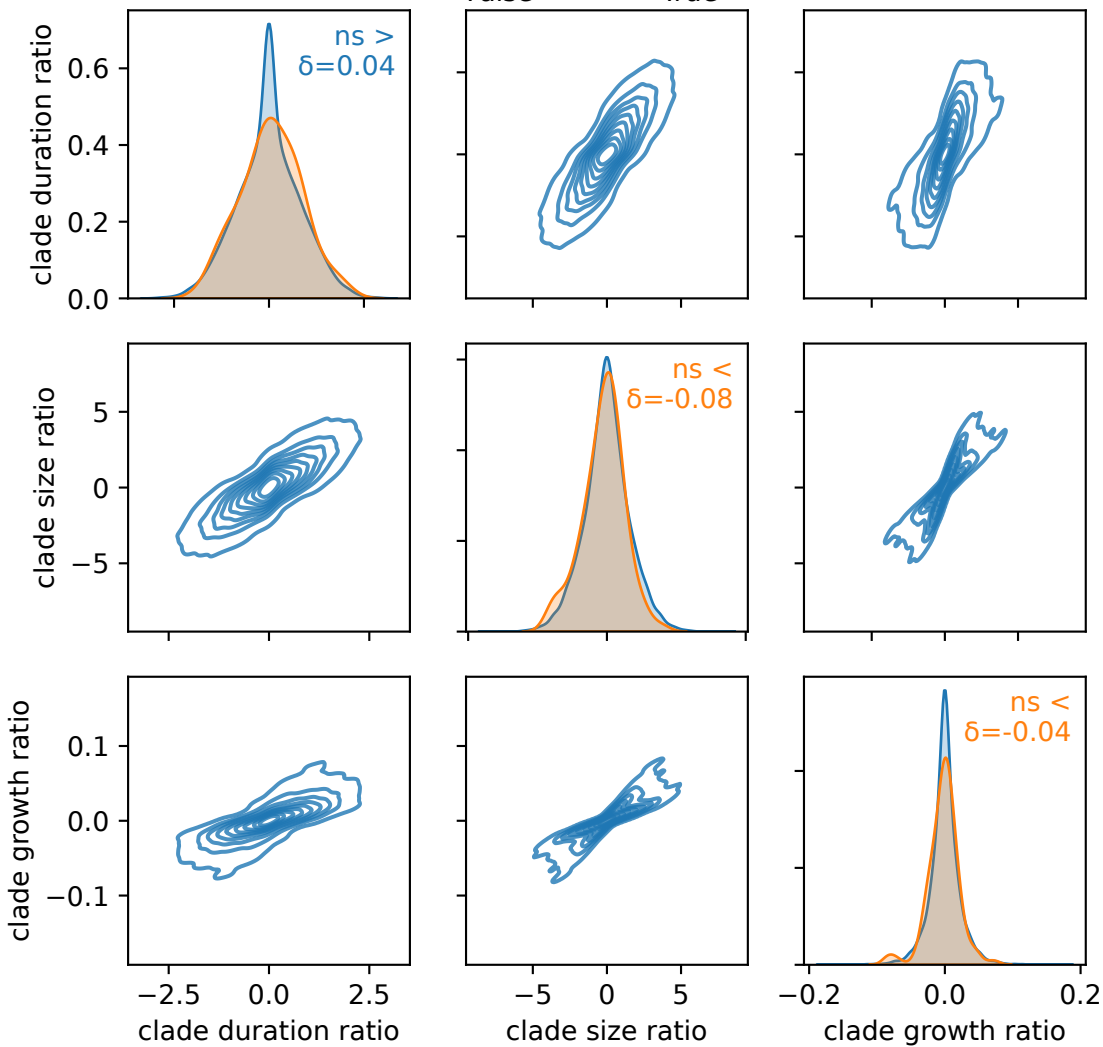 clade duration ratio
0.6
0.4
0.2
0.0
ns >
δ=0.04
clade size ratio
5
0
−5
ns <
δ=-0.08
clade growth ratio
0.1
0.0
−0.1
ns <
δ=-0.04
−2.5 0.0 2.5
−5 0 5
−0.2 0.0 0.2
clade duration ratio
clade size ratio
clade growth ratio